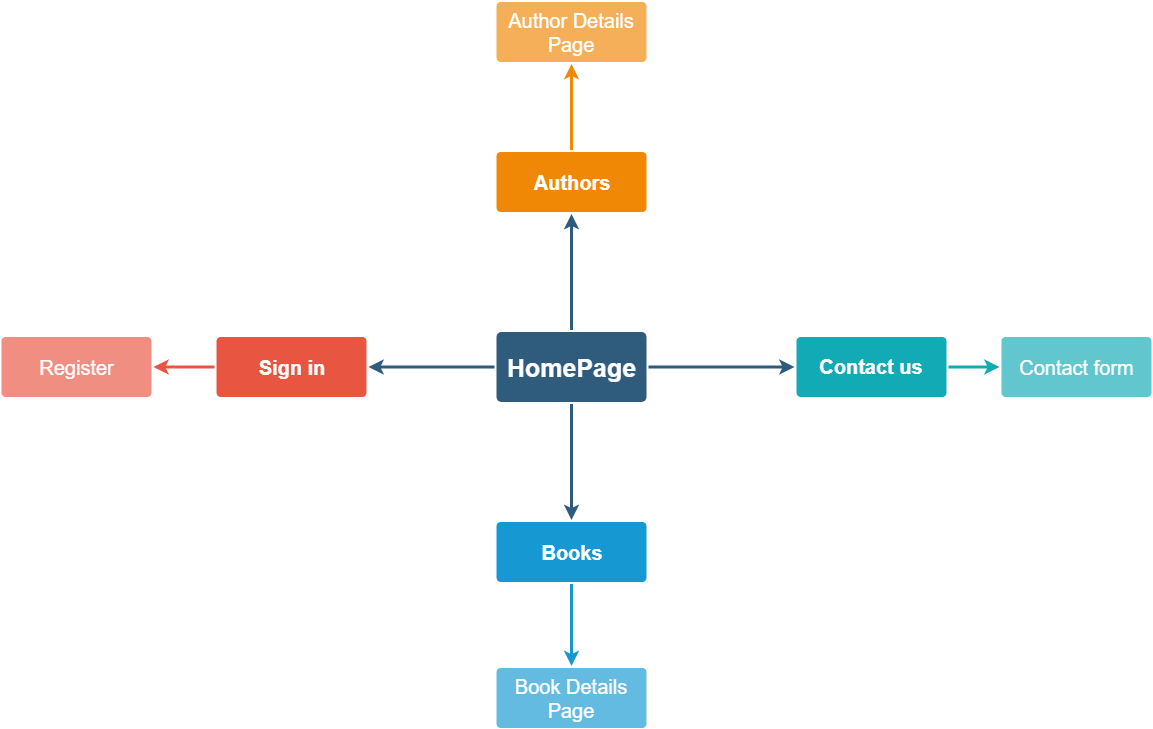 Author Details
Page
Authors
Register
Sign in
HomePage
Contact us
Contact form
Books
Book Details
Page